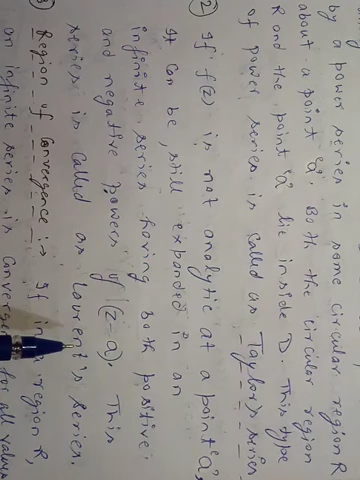 by a power series in some circular region R
about a point 'a'. Both the circular region
R and the point 'a' lie inside D. This type
of power series is called as Taylor's series
② If f(z) is not analytic at a point 'a',
It can be still expanded in an
infinite series having both positive
and negative powers of (z-a). This
series is called as Laurent's series.
③ Region of Convergence :- If in region R,
an infinite series is for all values